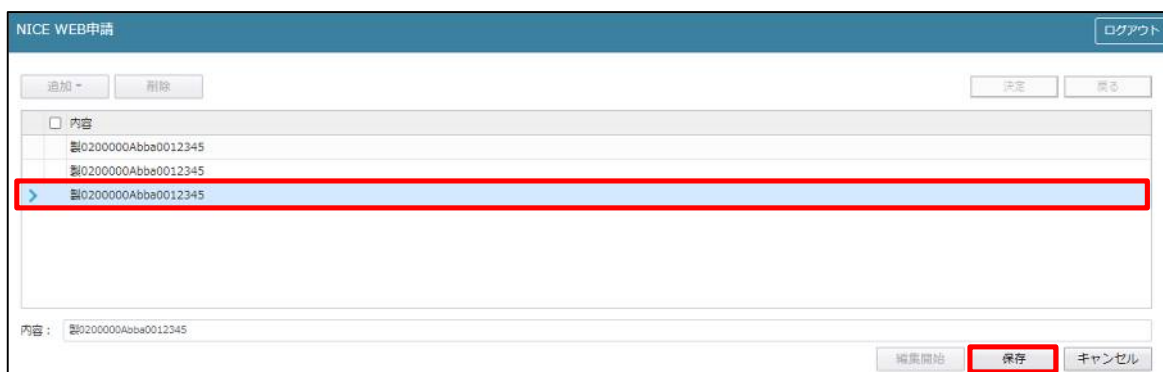 NICE WEB申請 ログアウト
追加 削除 決定 戻る
内容
製0200000Abba0012345
製0200000Abba0012345
製0200000Abba0012345
内容： 製0200000Abba0012345
編集開始 保存 キャンセル